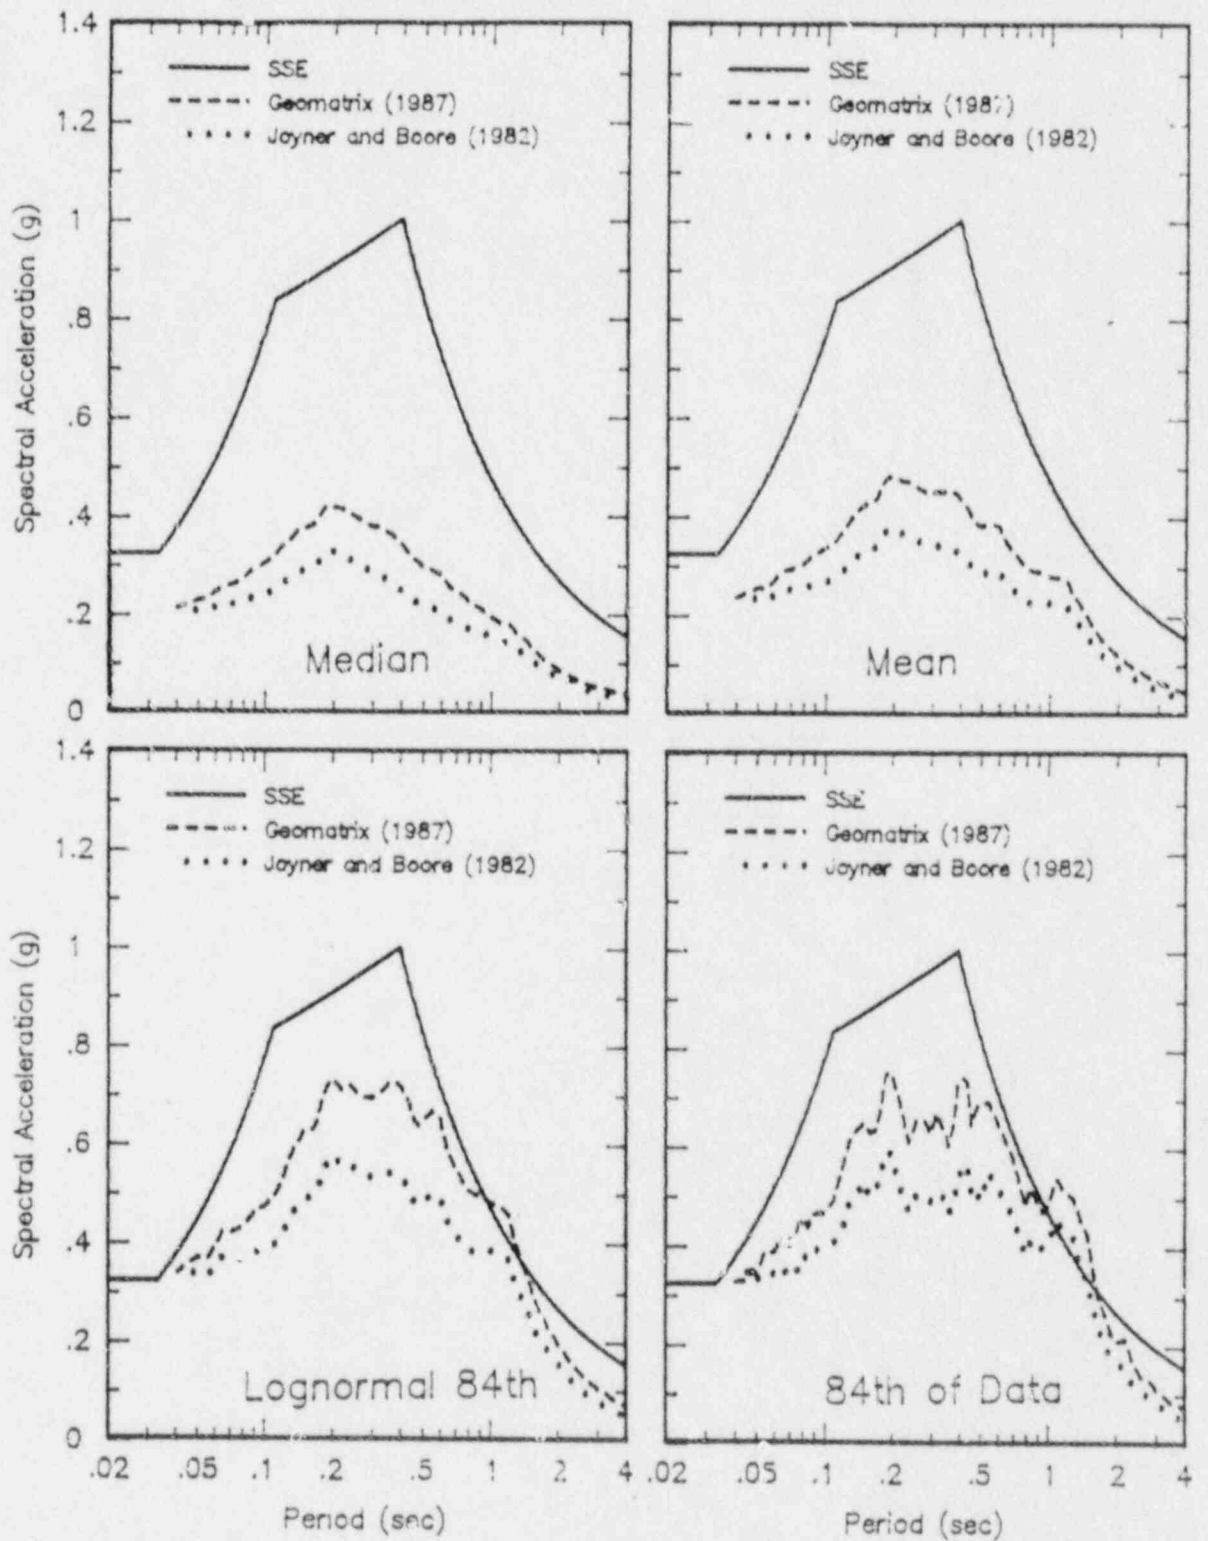 1.4
1.2
1
.8
.6
.4
.2
0
Spectral Acceleration (g)
SSE
Geomatrix (1987)
Joyner and Boore (1982)
Median
SSE
Geomatrix (1987)
Joyner and Boore (1982)
Mean
1.4
1.2
1
.8
.6
.4
.2
0
Spectral Acceleration (g)
SSE
Geomatrix (1987)
Joyner and Boore (1982)
Lognormal 84th
.02 .05 .1 .2 .5 1 2 4
Period (sec)
SSE
Geomatrix (1987)
Joyner and Boore (1982)
84th of Data
.02 .05 .1 .2 .5 1 2 4
Period (sec)